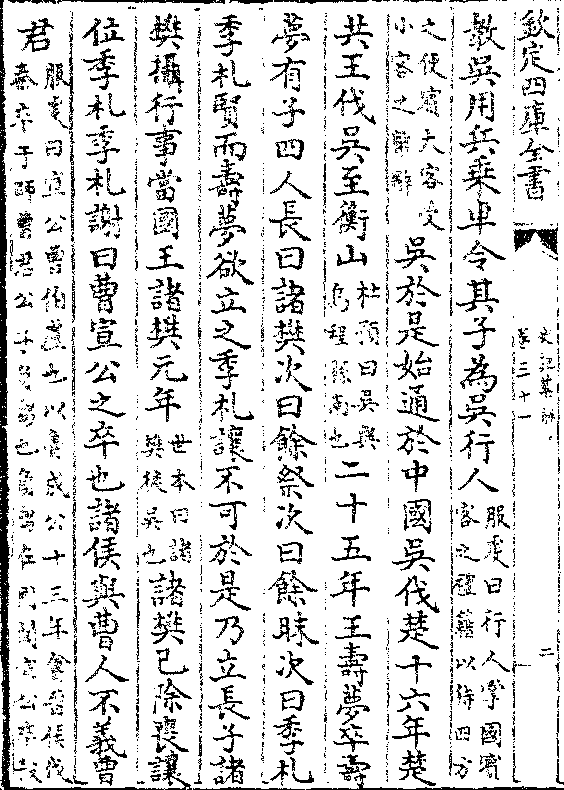 欽定四庫全書
史記集解 卷三十一 二
教吳用兵乗車令其子為吳行人服䖍曰行人掌國賓客之禮籍以待四方
之使賓大客受小客之幣辭吳於是始通於中國吳伐楚十六年楚
共王伐吳至衡山杜預曰吳興烏程縣南也二十五年王壽夢卒壽
夢有子四人長曰諸樊次曰餘祭次曰餘眛次曰季札
季札賢而壽夢欲立之季札讓不可於是乃立長子諸
樊攝行事當國王諸樊元年世本曰諸樊徙吳也諸樊已除喪讓
位季札季札謝曰曹宣公之卒也諸侯與曹人不義曹
君服䖍曰宣公曹伯盧也以魯成公十三年會晉侯伐秦卒于師曹君公子負芻也負芻在國聞宣公卒殺